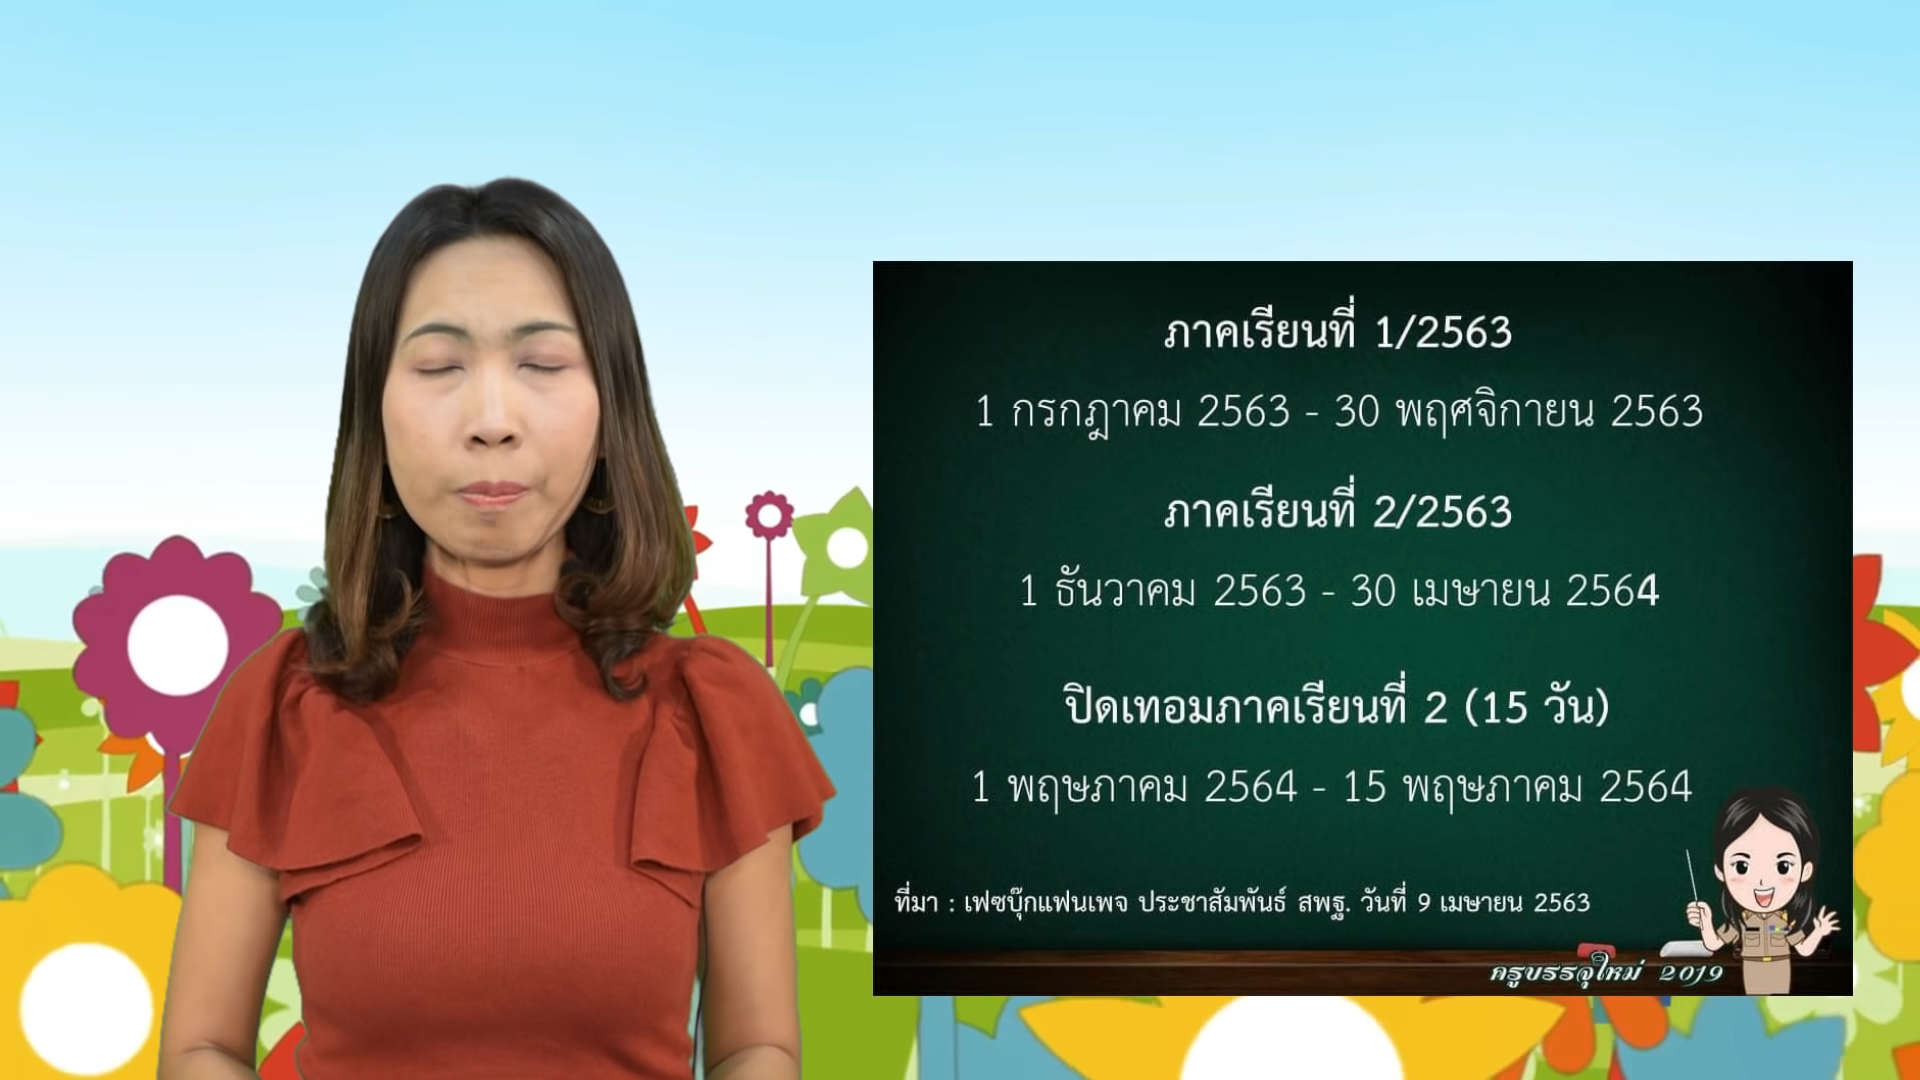 ภาคเรียนที่ 1/2563
1 กรกฎาคม 2563 - 30 พฤศจิกายน 2563
ภาคเรียนที่ 2/2563
1 ธันวาคม 2563 - 30 เมษายน 2564
ปิดเทอมภาคเรียนที่ 2 (15 วัน)
1 พฤษภาคม 2564 - 15 พฤษภาคม 2564
ที่มา : เฟซบุ๊กแฟนเพจ ประชาสัมพันธ์ สพฐ. วันที่ 9 เมษายน 2563
ครูบรรจุใหม่ 2019